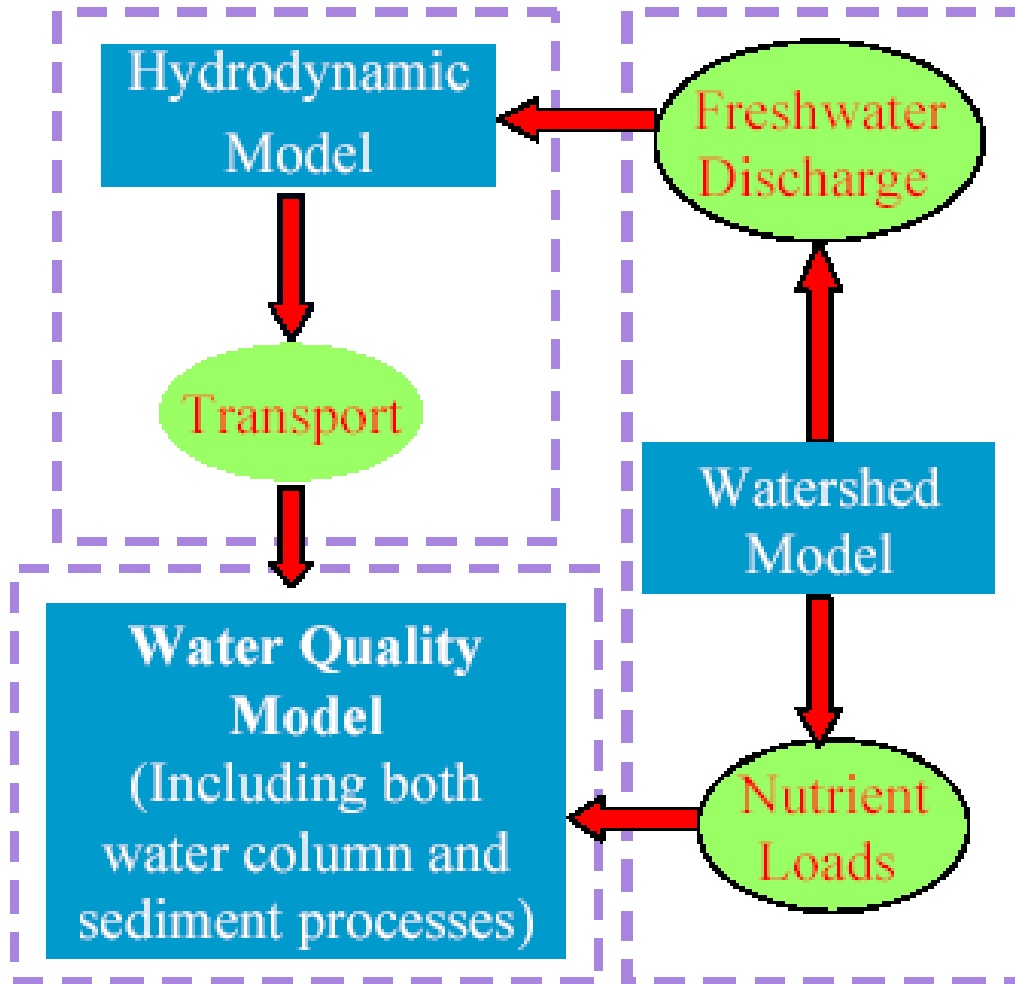 Hydrodynamic
Model
Freshwater
Discharge
Transport
Watershed
Model
Water Quality
Model
(Including both
water column and
sediment processes)
Nutrient
Loads